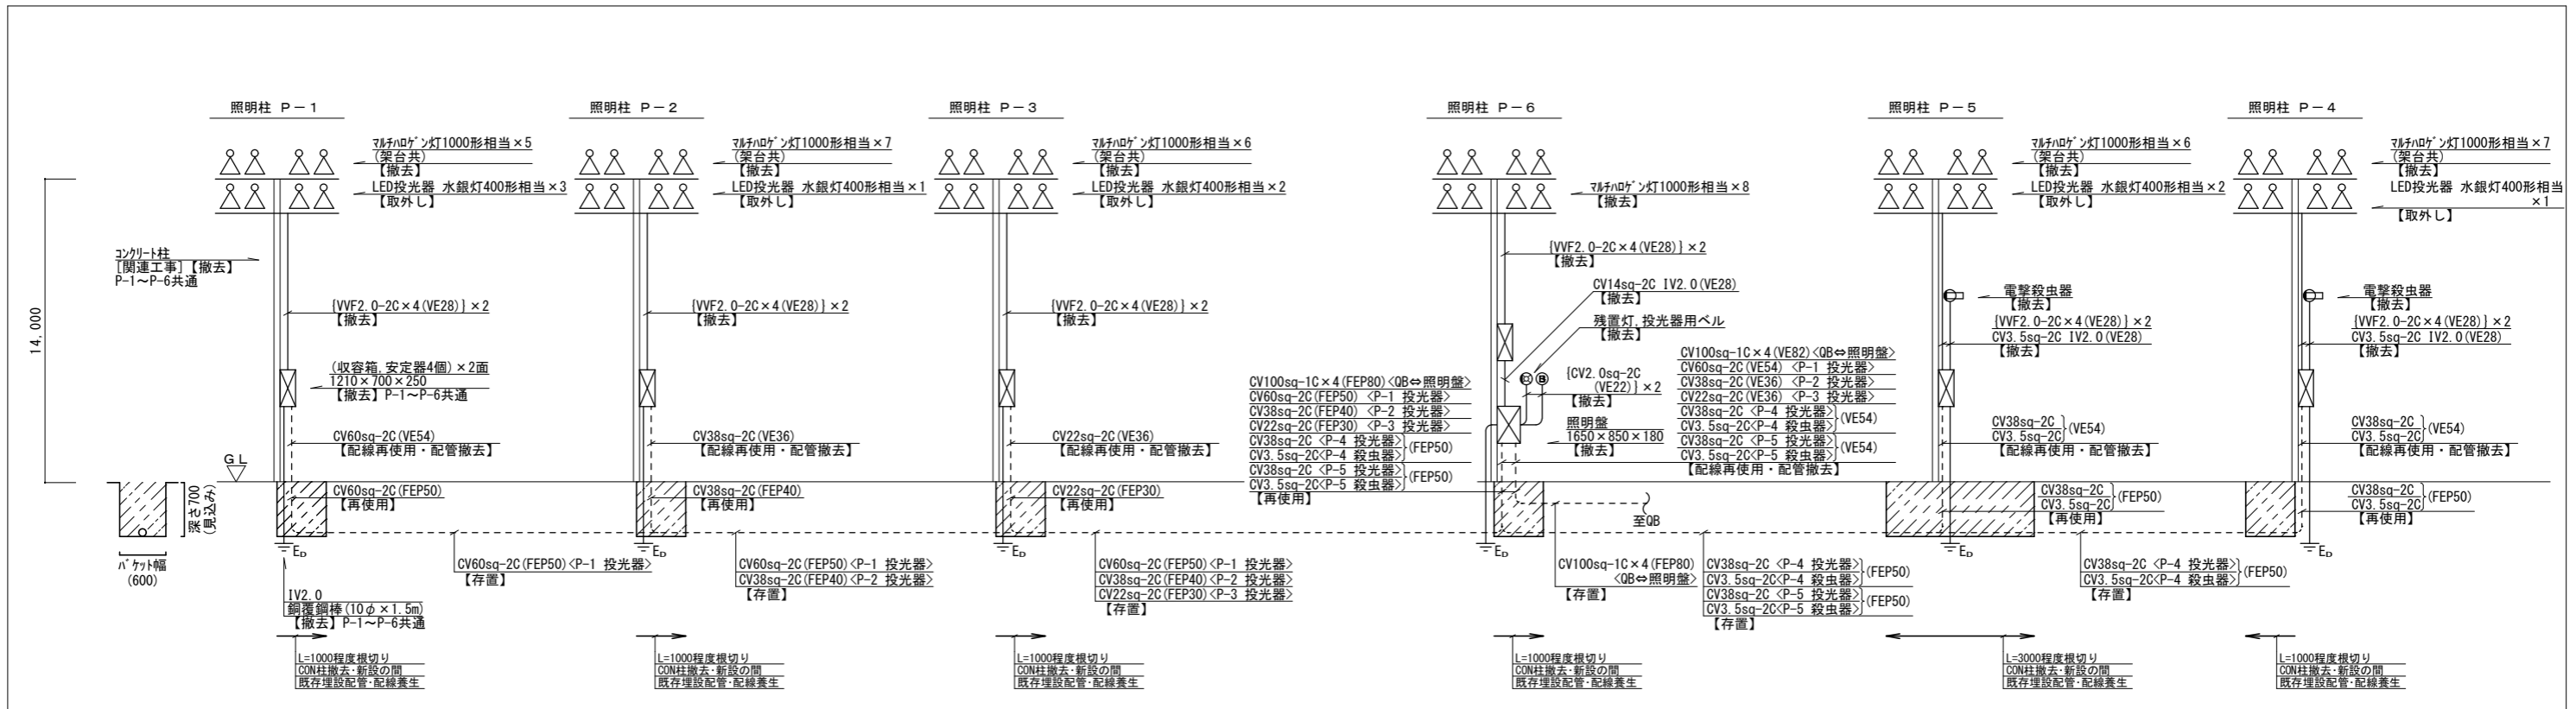 照明柱 P-1
マルチハロゲン灯1000形相当×5
(架台共)
【撤去】
LED投光器 水銀灯400形相当×3
【取外し】
コンクリート柱
[関連工事]【撤去】
P-1~P-6共通
14,000
{VVF2.0-2C×4(VE28)}×2
【撤去】
(収容箱,安定器4個)×2面
1210×700×250
【撤去】P-1~P-6共通
CV60sq-2C(VE54)
【配線再使用・配管撤去】
GL
CV60sq-2C(FEP50)
【再使用】
深さ700
(見込み)
バケット幅
(600)
ED
IV2.0
銅覆鋼棒(10φ×1.5m)
【撤去】P-1~P-6共通
CV60sq-2C(FEP50)<P-1 投光器>
【存置】
L=1000程度根切り
CON柱撤去・新設の間
既存埋設配管・配線養生
照明柱 P-2
マルチハロゲン灯1000形相当×7
(架台共)
【撤去】
LED投光器 水銀灯400形相当×1
【取外し】
{VVF2.0-2C×4(VE28)}×2
【撤去】
CV38sq-2C(VE36)
【配線再使用・配管撤去】
CV38sq-2C(FEP40)
【再使用】
ED
CV60sq-2C(FEP50)<P-1 投光器>
CV38sq-2C(FEP40)<P-2 投光器>
【存置】
L=1000程度根切り
CON柱撤去・新設の間
既存埋設配管・配線養生
照明柱 P-3
マルチハロゲン灯1000形相当×6
(架台共)
【撤去】
LED投光器 水銀灯400形相当×2
【取外し】
{VVF2.0-2C×4(VE28)}×2
【撤去】
CV22sq-2C(VE36)
【配線再使用・配管撤去】
CV22sq-2C(FEP30)
【再使用】
ED
CV60sq-2C(FEP50)<P-1 投光器>
CV38sq-2C(FEP40)<P-2 投光器>
CV22sq-2C(FEP30)<P-3 投光器>
【存置】
L=1000程度根切り
CON柱撤去・新設の間
既存埋設配管・配線養生
照明柱 P-6
マルチハロゲン灯1000形相当×8
【撤去】
{VVF2.0-2C×4(VE28)}×2
【撤去】
CV14sq-2C IV2.0(VE28)
【撤去】
残置灯,投光器用ベル
【撤去】
B
{CV2.0sq-2C
(VE22)}×2
【撤去】
照明盤
1650×850×180
【撤去】
CV100sq-1C×4(FEP80)<QB⇔照明盤>
CV60sq-2C(FEP50) <P-1 投光器>
CV38sq-2C(FEP40) <P-2 投光器>
CV22sq-2C(FEP30) <P-3 投光器>
CV38sq-2C <P-4 投光器>
CV3.5sq-2C<P-4 殺虫器>
}(FEP50)
CV38sq-2C <P-5 投光器>
CV3.5sq-2C<P-5 殺虫器>
}(FEP50)
【再使用】
CV100sq-1C×4(VE82)<QB⇔照明盤>
CV60sq-2C(VE54) <P-1 投光器>
CV38sq-2C(VE36) <P-2 投光器>
CV22sq-2C(VE36) <P-3 投光器>
CV38sq-2C <P-4 投光器>
CV3.5sq-2C<P-4 殺虫器>
}(VE54)
CV38sq-2C <P-5 投光器>
CV3.5sq-2C<P-5 殺虫器>
}(VE54)
【配線再使用・配管撤去】
至QB
ED
CV100sq-1C×4(FEP80)
<QB⇔照明盤>
【存置】
CV38sq-2C <P-4 投光器>
CV3.5sq-2C<P-4 殺虫器>
}(FEP50)
CV38sq-2C <P-5 投光器>
CV3.5sq-2C<P-5 殺虫器>
}(FEP50)
【存置】
L=1000程度根切り
CON柱撤去・新設の間
既存埋設配管・配線養生
照明柱 P-5
マルチハロゲン灯1000形相当×6
(架台共)
【撤去】
LED投光器 水銀灯400形相当×2
【取外し】
電撃殺虫器
【撤去】
{VVF2.0-2C×4(VE28)}×2
CV3.5sq-2C IV2.0(VE28)
【撤去】
CV38sq-2C
CV3.5sq-2C
}(VE54)
【配線再使用・配管撤去】
CV38sq-2C
CV3.5sq-2C
}(FEP50)
【再使用】
ED
CV38sq-2C <P-4 投光器>
CV3.5sq-2C<P-4 殺虫器>
}(FEP50)
【存置】
L=3000程度根切り
CON柱撤去・新設の間
既存埋設配管・配線養生
照明柱 P-4
マルチハロゲン灯1000形相当×7
(架台共)
【撤去】
LED投光器 水銀灯400形相当
×1
【取外し】
電撃殺虫器
【撤去】
{VVF2.0-2C×4(VE28)}×2
CV3.5sq-2C IV2.0(VE28)
【撤去】
CV38sq-2C
CV3.5sq-2C
}(VE54)
【配線再使用・配管撤去】
CV38sq-2C
CV3.5sq-2C
}(FEP50)
【再使用】
ED
L=1000程度根切り
CON柱撤去・新設の間
既存埋設配管・配線養生